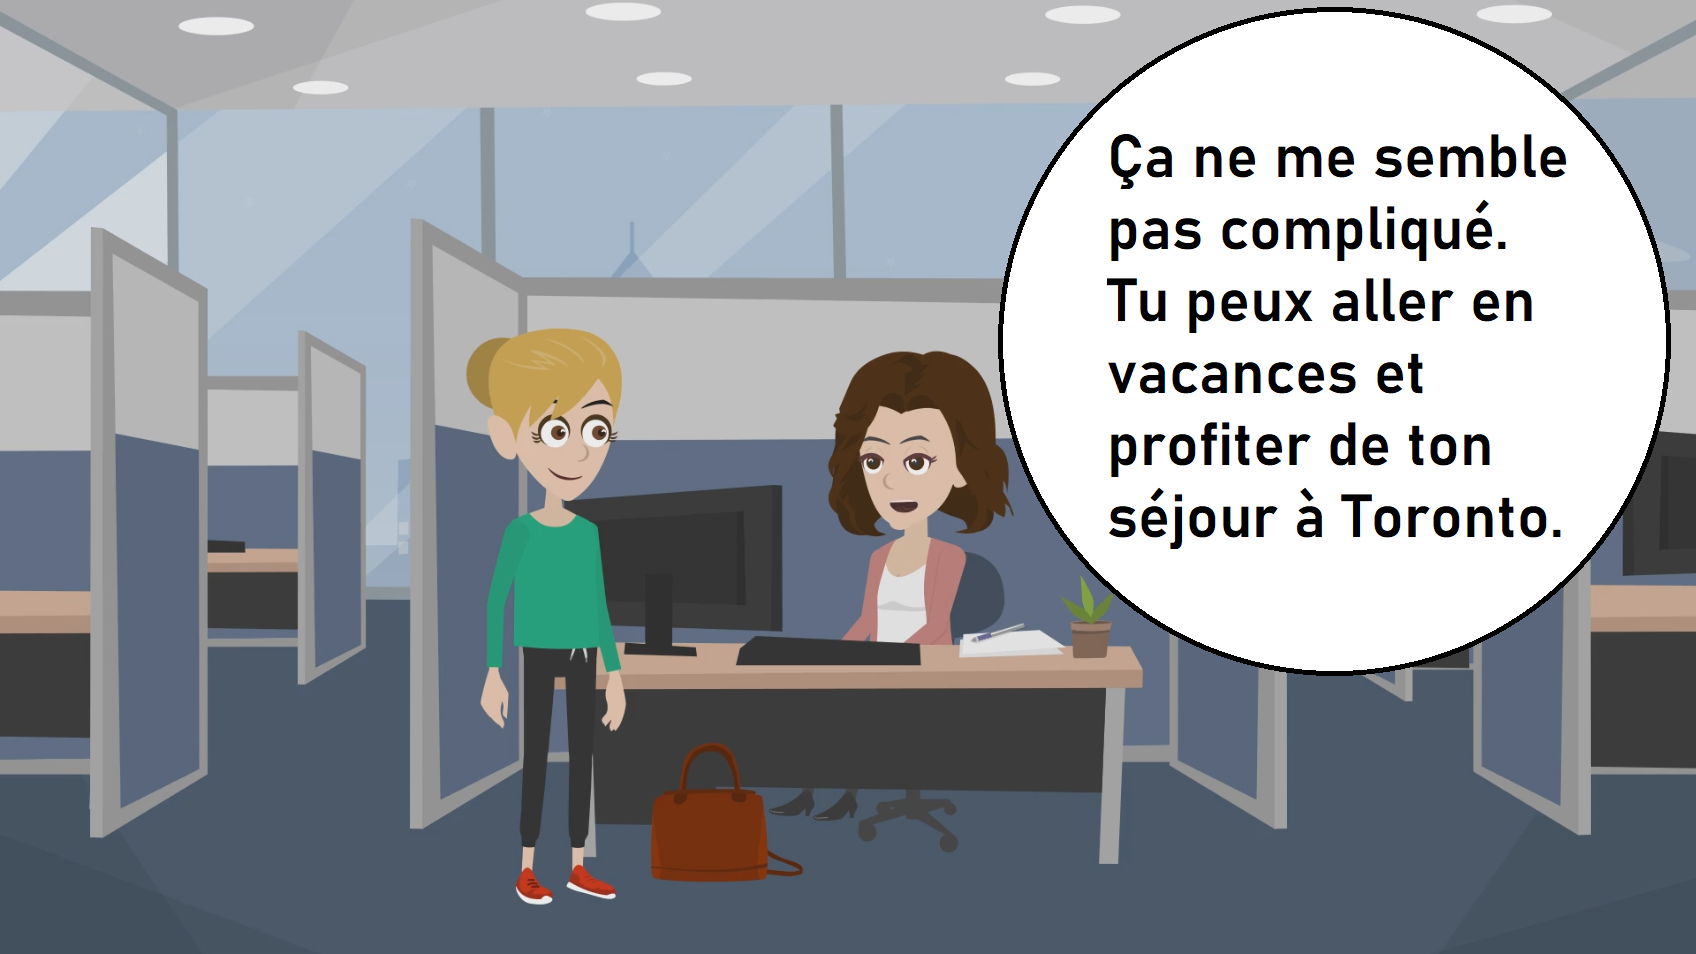 Ça ne me semble
pas compliqué.
Tu peux aller en
vacances et
profiter de ton
séjour à Toronto.